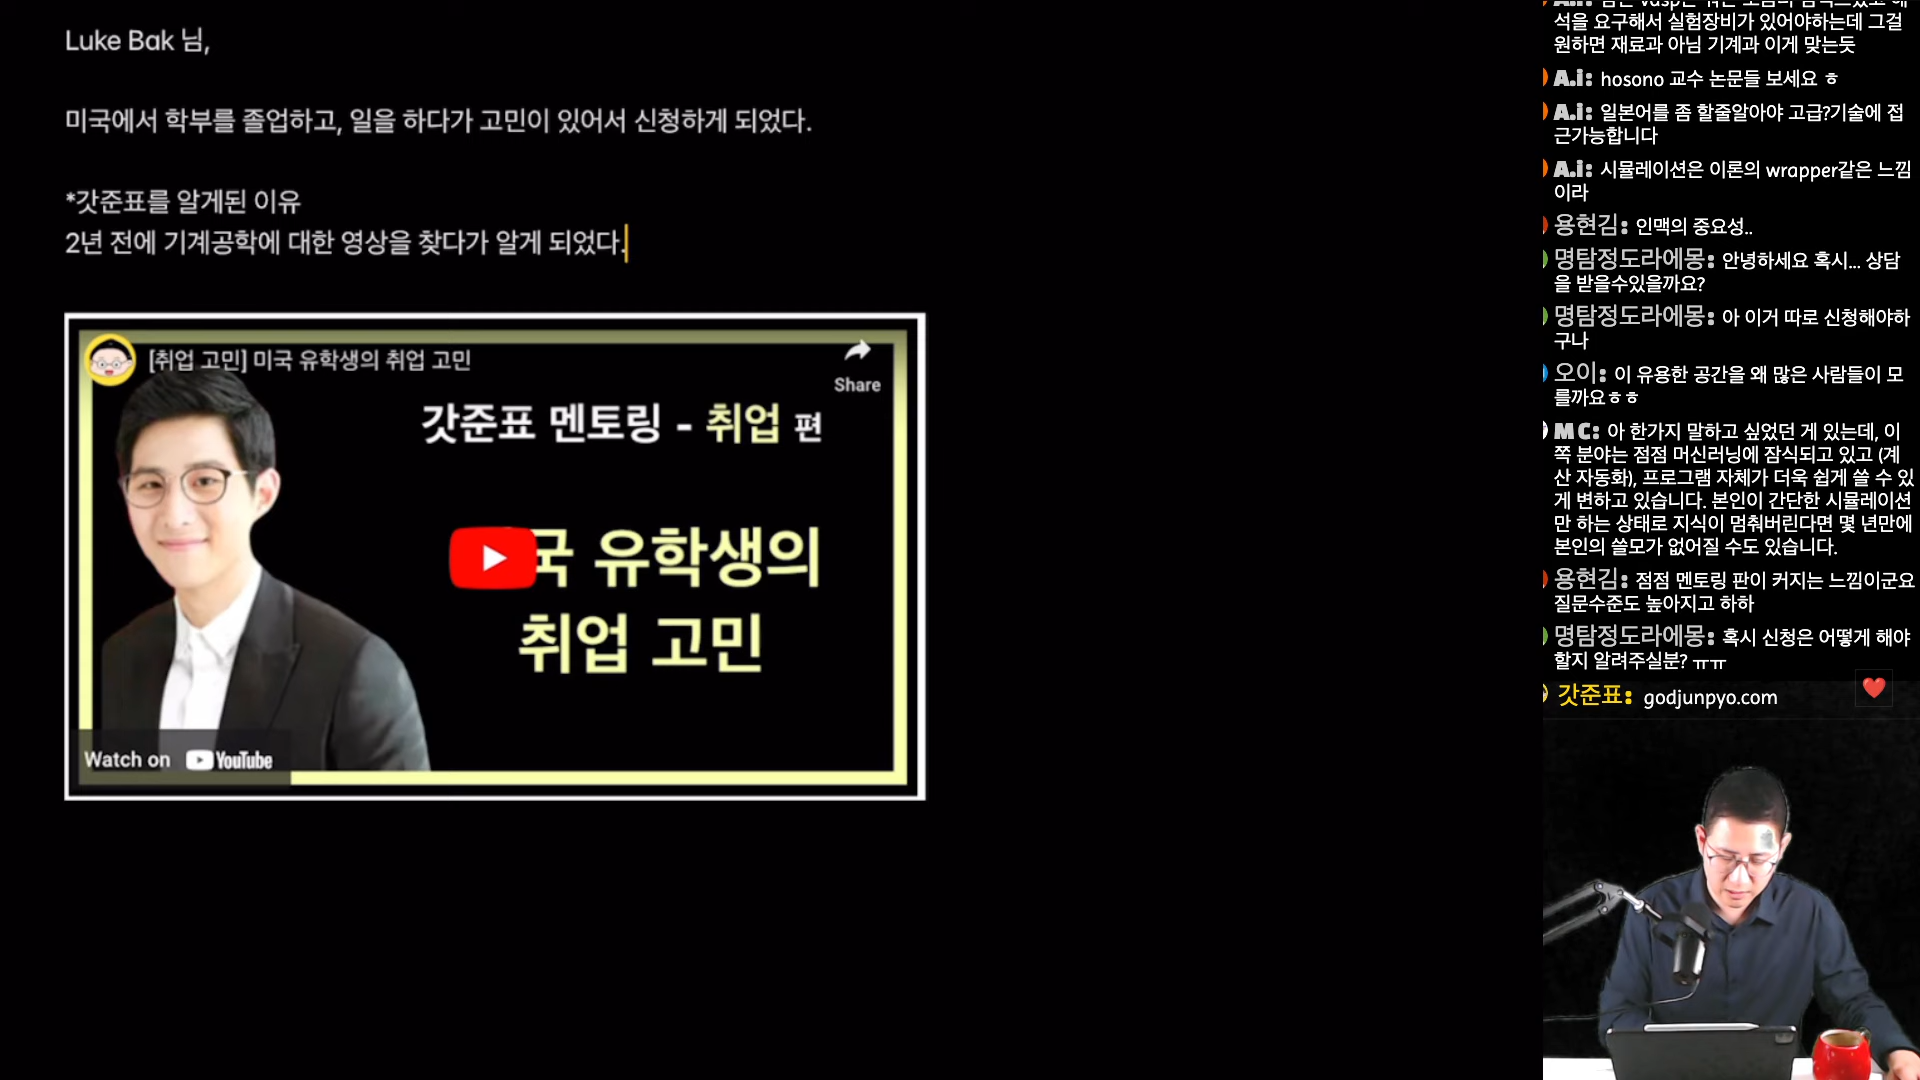 Luke Bak 님,
미국에서 학부를 졸업하고, 일을 하다가 고민이 있어서 신청하게 되었다.
*갓준표를 알게된 이유
2년 전에 기계공학에 대한 영상을 찾다가 알게 되었다.
[취업 고민] 미국 유학생의 취업 고민
Share
갓준표 멘토링 - 취업 편
국 유학생의
취업 고민
Watch on YouTube
석을 요구해서 실험장비가 있어야하는데 그걸
원하면 재료과 아님 기계과 이게 맞는듯
A.i: hosono 교수 논문들 보세요 ㅎ
A.i: 일본어를 좀 할줄알아야 고급?기술에 접
근가능합니다
A.i: 시뮬레이션은 이론의 wrapper같은 느낌
이라
용현김: 인맥의 중요성..
명탐정도라에몽: 안녕하세요 혹시... 상담
을 받을수있을까요?
명탐정도라에몽: 아 이거 따로 신청해야하
구나
오이: 이 유용한 공간을 왜 많은 사람들이 모
를까요ㅎㅎ
M C: 아 한가지 말하고 싶었던 게 있는데, 이
쪽 분야는 점점 머신러닝에 잠식되고 있고 (계
산 자동화), 프로그램 자체가 더욱 쉽게 쓸 수 있
게 변하고 있습니다. 본인이 간단한 시뮬레이션
만 하는 상태로 지식이 멈춰버린다면 몇 년만에
본인의 쓸모가 없어질 수도 있습니다.
용현김: 점점 멘토링 판이 커지는 느낌이군요
질문수준도 높아지고 하하
명탐정도라에몽: 혹시 신청은 어떻게 해야
할지 알려주실분? ㅠㅠ
갓준표: godjunpyo.com